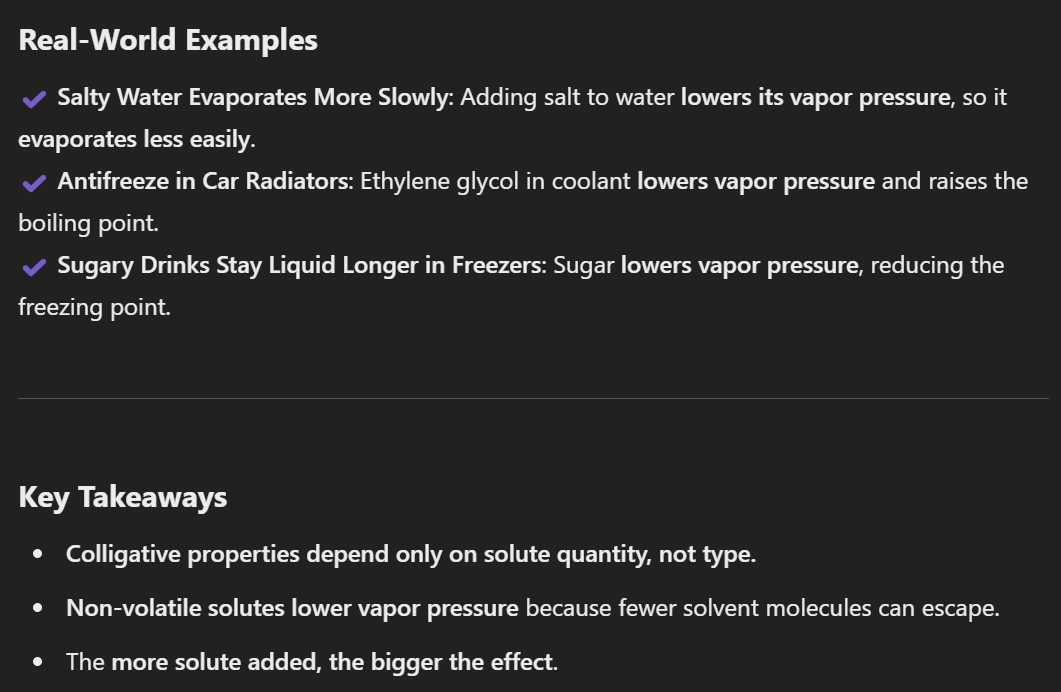 Real-World Examples
✔ Salty Water Evaporates More Slowly: Adding salt to water lowers its vapor pressure, so it
evaporates less easily.
✔ Antifreeze in Car Radiators: Ethylene glycol in coolant lowers vapor pressure and raises the
boiling point.
✔ Sugary Drinks Stay Liquid Longer in Freezers: Sugar lowers vapor pressure, reducing the
freezing point.
Key Takeaways
• Colligative properties depend only on solute quantity, not type.
• Non-volatile solutes lower vapor pressure because fewer solvent molecules can escape.
• The more solute added, the bigger the effect.